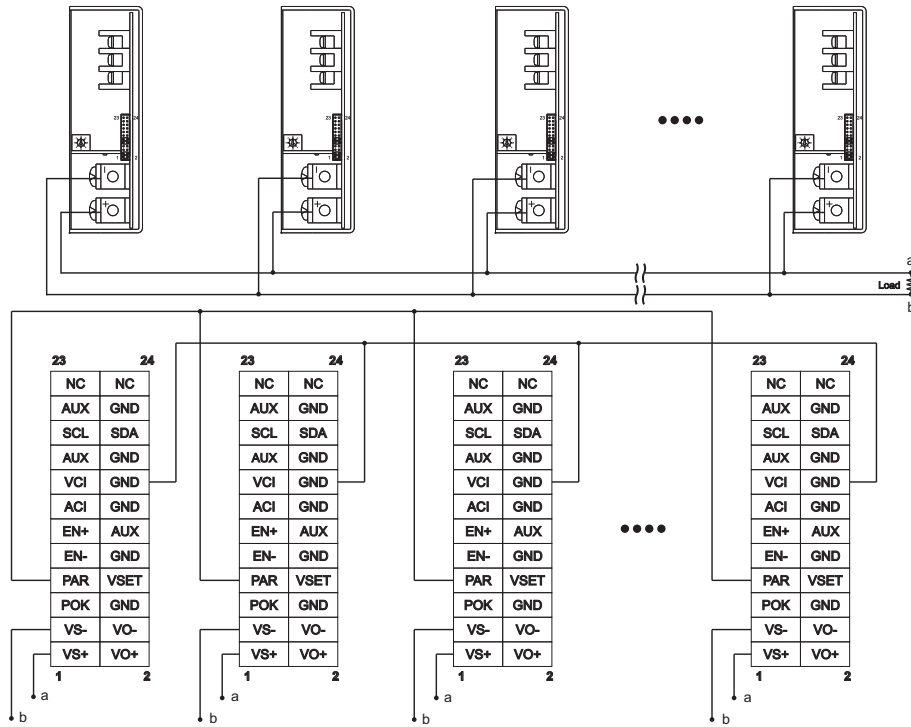 23 24
1 2
- +
23 24
1 2
- +
23 24
1 2
- +
23 24
1 2
- +
a
Load
b
23 24 23 24 23 24 23 24
NC NC NC NC NC NC NC NC
AUX GND AUX GND AUX GND AUX GND
SCL SDA SCL SDA SCL SDA SCL SDA
AUX GND AUX GND AUX GND AUX GND
VCI GND VCI GND VCI GND VCI GND
ACI GND ACI GND ACI GND ACI GND
EN+ AUX EN+ AUX EN+ AUX EN+ AUX
EN- GND EN- GND EN- GND EN- GND
PAR VSET PAR VSET PAR VSET PAR VSET
POK GND POK GND POK GND POK GND
VS- VO- VS- VO- VS- VO- VS- VO-
VS+ VO+ VS+ VO+ VS+ VO+ VS+ VO+
1 2 1 2 1 2 1 2
a a a a
b b b b